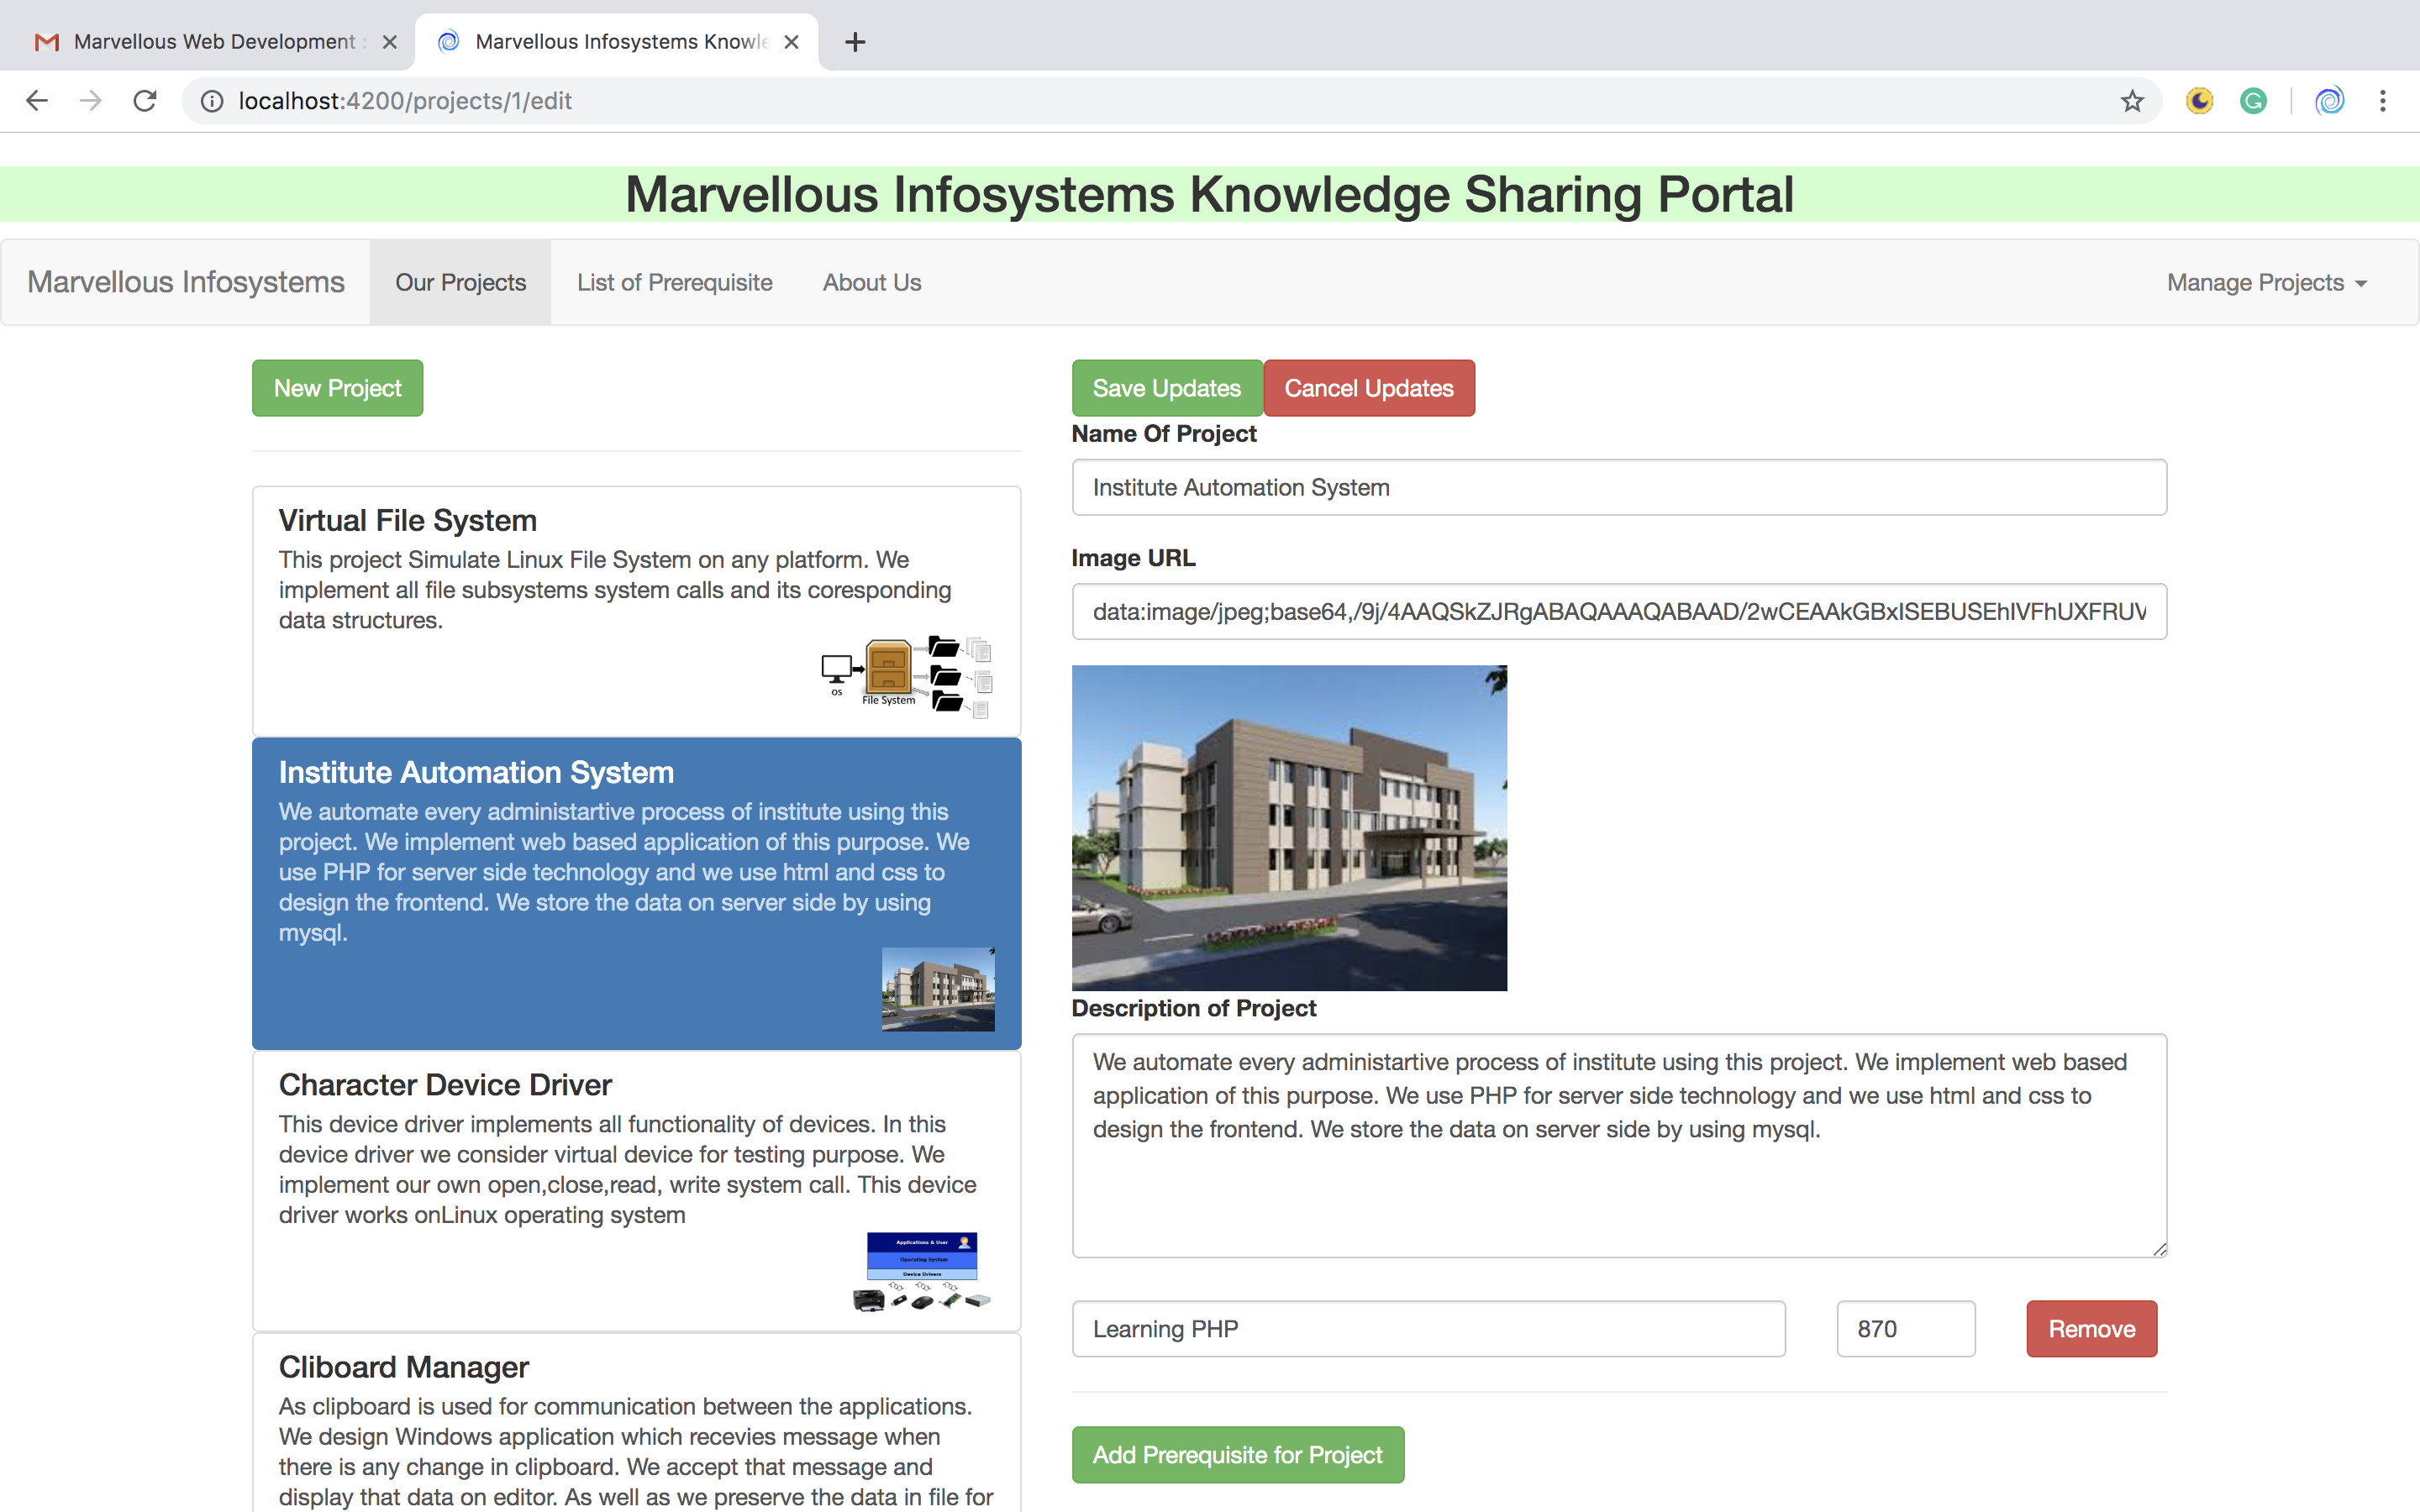 Marvellous Web Development
Marvellous Infosystems Knowle
localhost:4200/projects/1/edit
Marvellous Infosystems Knowledge Sharing Portal
Marvellous Infosystems
Our Projects
List of Prerequisite
About Us
Manage Projects
New Project
Virtual File System
This project Simulate Linux File System on any platform. We
implement all file subsystems system calls and its coresponding
data structures.
OS
File System
Institute Automation System
We automate every administartive process of institute using this
project. We implement web based application of this purpose. We
use PHP for server side technology and we use html and css to
design the frontend. We store the data on server side by using
mysql.
Character Device Driver
This device driver implements all functionality of devices. In this
device driver we consider virtual device for testing purpose. We
implement our own open,close,read, write system call. This device
driver works onLinux operating system
Applications & User
Operating System
Device Drivers
Cliboard Manager
As clipboard is used for communication between the applications.
We design Windows application which recevies message when
there is any change in clipboard. We accept that message and
display that data on editor. As well as we preserve the data in file for
Save Updates
Cancel Updates
Name Of Project
Institute Automation System
Image URL
data:image/jpeg;base64,/9j/4AAQSkZJRgABAQAAAQABAAD/2wCEAAkGBxISEBUSEhIVFhUXFRUV
Description of Project
We automate every administartive process of institute using this project. We implement web based
application of this purpose. We use PHP for server side technology and we use html and css to
design the frontend. We store the data on server side by using mysql.
Learning PHP
870
Remove
Add Prerequisite for Project